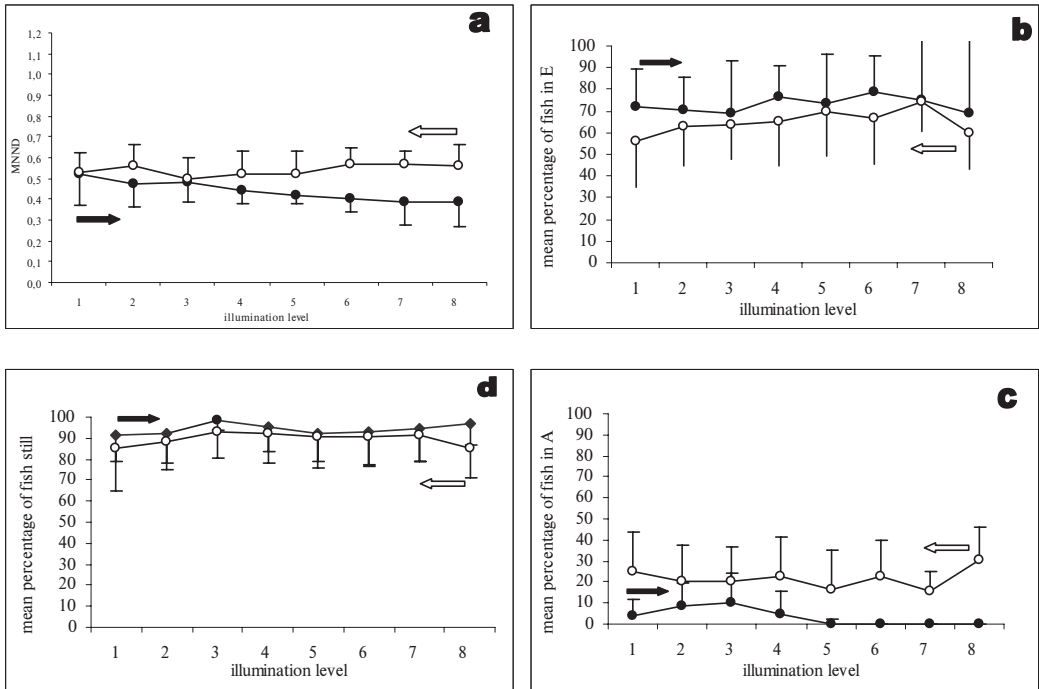 a
1,2
1,1
1,0
0,9
0,8
0,7
0,6
0,5
0,4
0,3
0,2
0,1
0,0
MNND
1 2 3 4 5 6 7 8
illumination level
b
100
90
80
70
60
50
40
30
20
10
0
mean percentage of fish in E
1 2 3 4 5 6 7 8
illumination level
d
100
90
80
70
60
50
40
30
20
10
0
mean percentage of fish still
1 2 3 4 5 6 7 8
illumination level
c
100
90
80
70
60
50
40
30
20
10
0
mean percentage of fish in A
1 2 3 4 5 6 7 8
illumination level